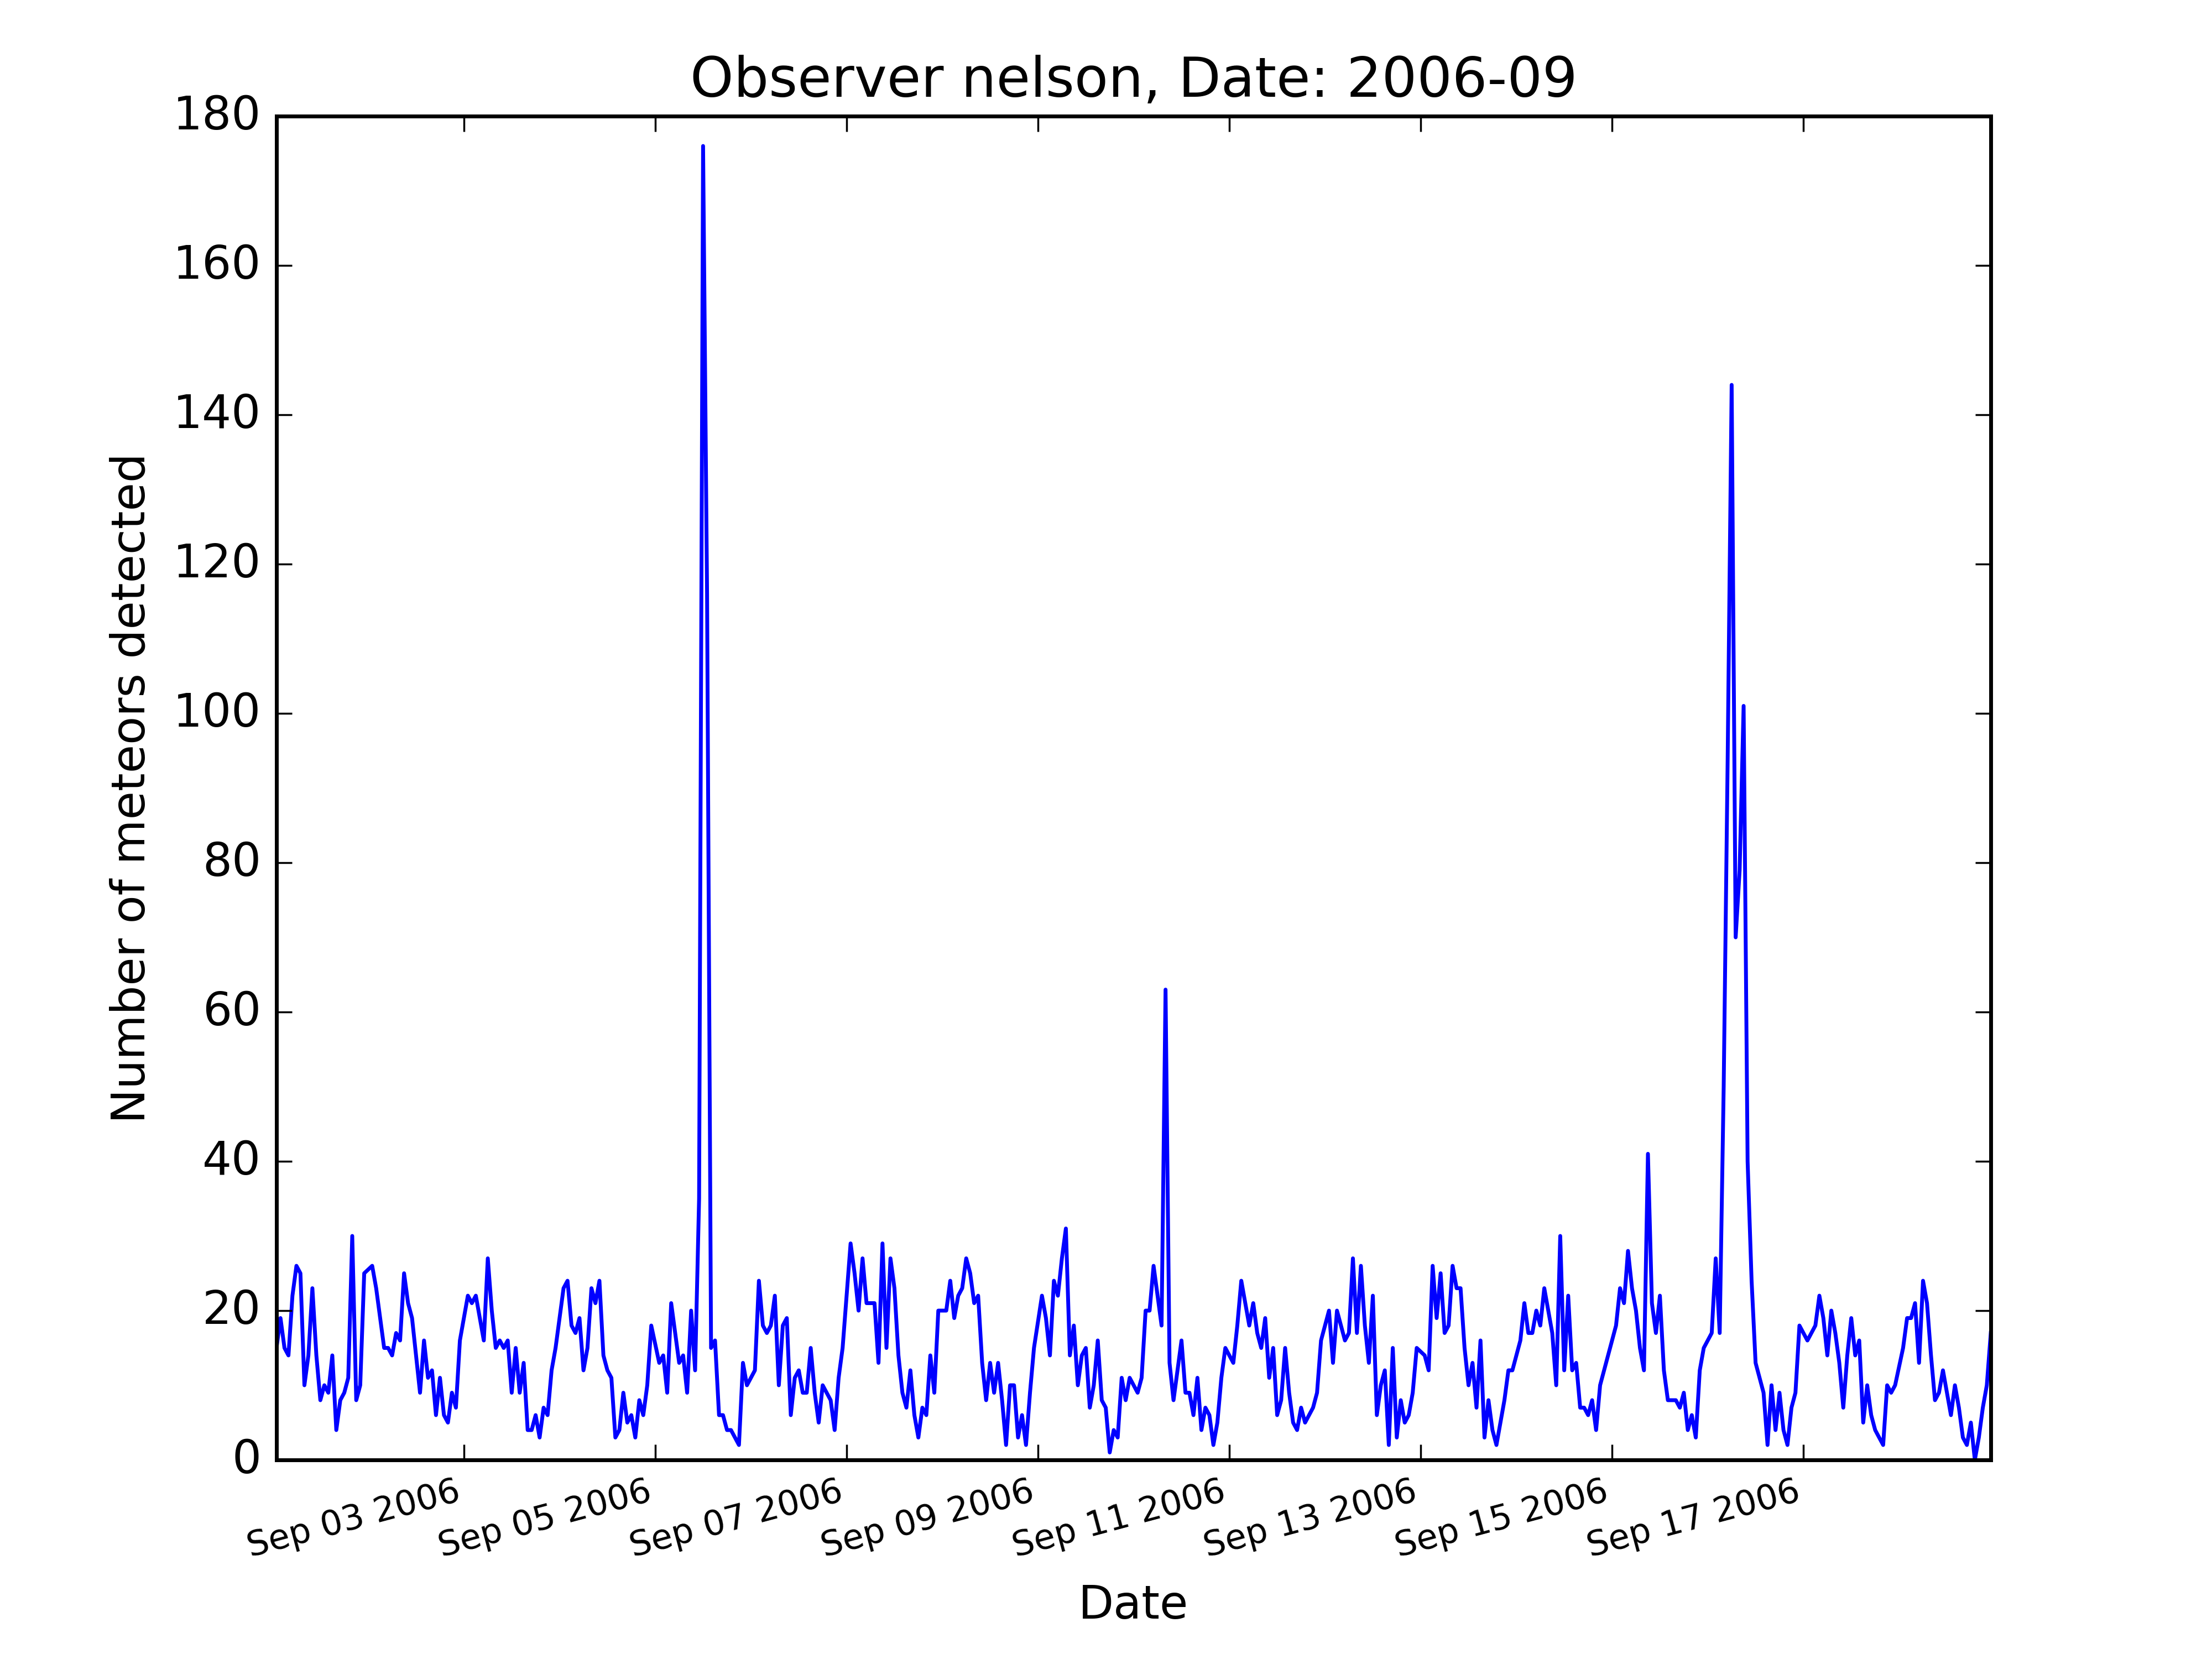 Observer nelson, Date: 2006-09
180
160
140
120
100
80
60
40
20
0
Number of meteors detected
Sep 03 2006
Sep 05 2006
Sep 07 2006
Sep 09 2006
Sep 11 2006
Sep 13 2006
Sep 15 2006
Sep 17 2006
Date